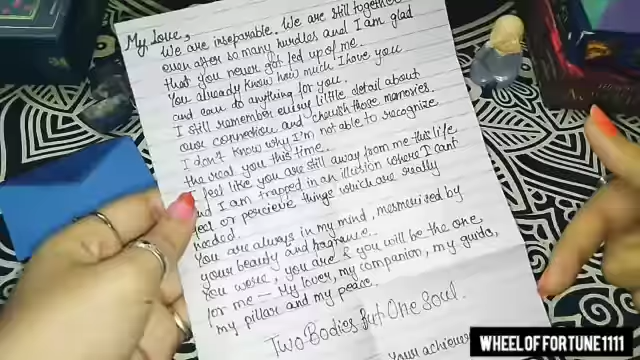 My Love,
We are inseparable. We are still together
even after so many hurdles and I am glad
that you never got fed up of me.
You already know how much I love you
and can do anything for you.
I still remember every little detail about
our connection and cherish those memories.
I don't know why I'm not able to recognize
the real you this time.
I feel like you are still away from me this life
and I am trapped in an illusion where I cant
feel or percieve things which are really
needed.
You are always in my mind, mesmerised by
your beauty and fragrance.
You were, you are & you will be the one
for me — My lover, my companion, my guida,
my pillar and my peace.
Two Bodies But One Soul.
Your achiever
WHEEL OF FORTUNE1111